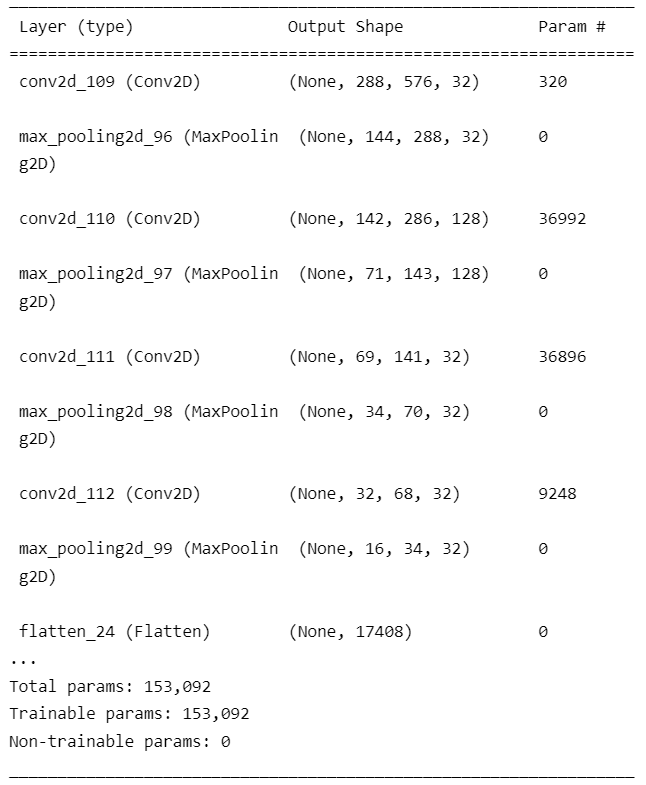 Layer (type) Output Shape Param #
=================================================================
conv2d_109 (Conv2D) (None, 288, 576, 32) 320
max_pooling2d_96 (MaxPoolin (None, 144, 288, 32) 0
g2D)
conv2d_110 (Conv2D) (None, 142, 286, 128) 36992
max_pooling2d_97 (MaxPoolin (None, 71, 143, 128) 0
g2D)
conv2d_111 (Conv2D) (None, 69, 141, 32) 36896
max_pooling2d_98 (MaxPoolin (None, 34, 70, 32) 0
g2D)
conv2d_112 (Conv2D) (None, 32, 68, 32) 9248
max_pooling2d_99 (MaxPoolin (None, 16, 34, 32) 0
g2D)
flatten_24 (Flatten) (None, 17408) 0
...
Total params: 153,092
Trainable params: 153,092
Non-trainable params: 0